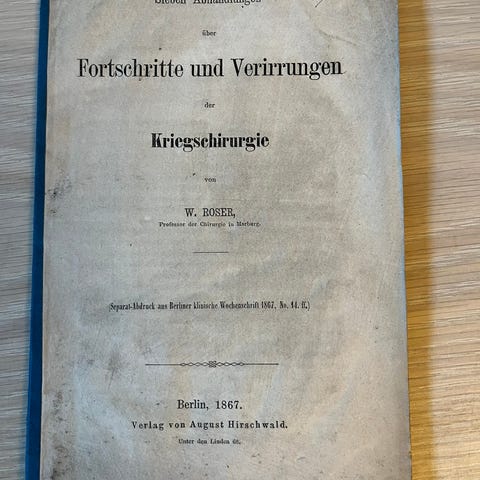 Sieben Abhandlungen
über
Fortschritte und Verirrungen
der
Kriegschirurgie
von
W. ROSER,
Professor der Chirurgie in Marburg.
(Separat-Abdruck aus Berliner klinische Wochenschrift 1867, No. 14. ff.)
Berlin, 1867.
Verlag von August Hirschwald.
Unter den Linden 68.